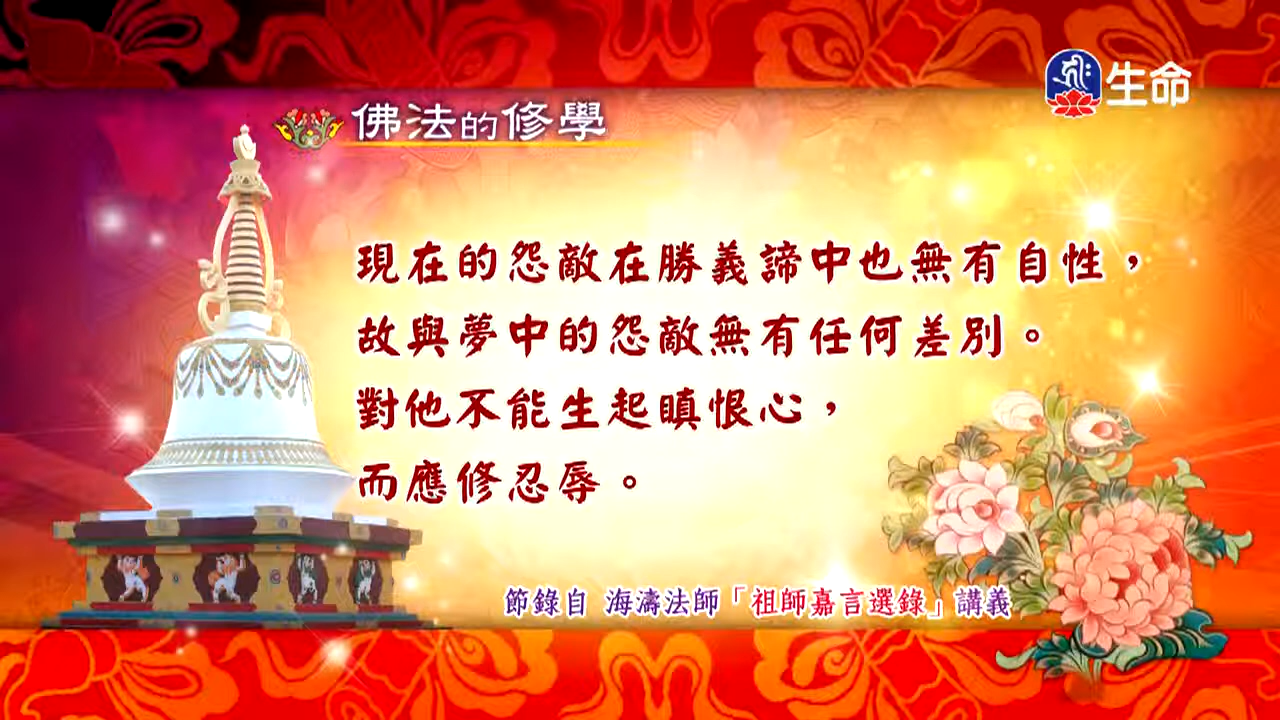 生命
佛法的修學
現在的怨敵在勝義諦中也無有自性，
故與夢中的怨敵無有任何差別。
對他不能生起瞋恨心，
而應修忍辱。
節錄自 海濤法師「祖師嘉言選錄」講義